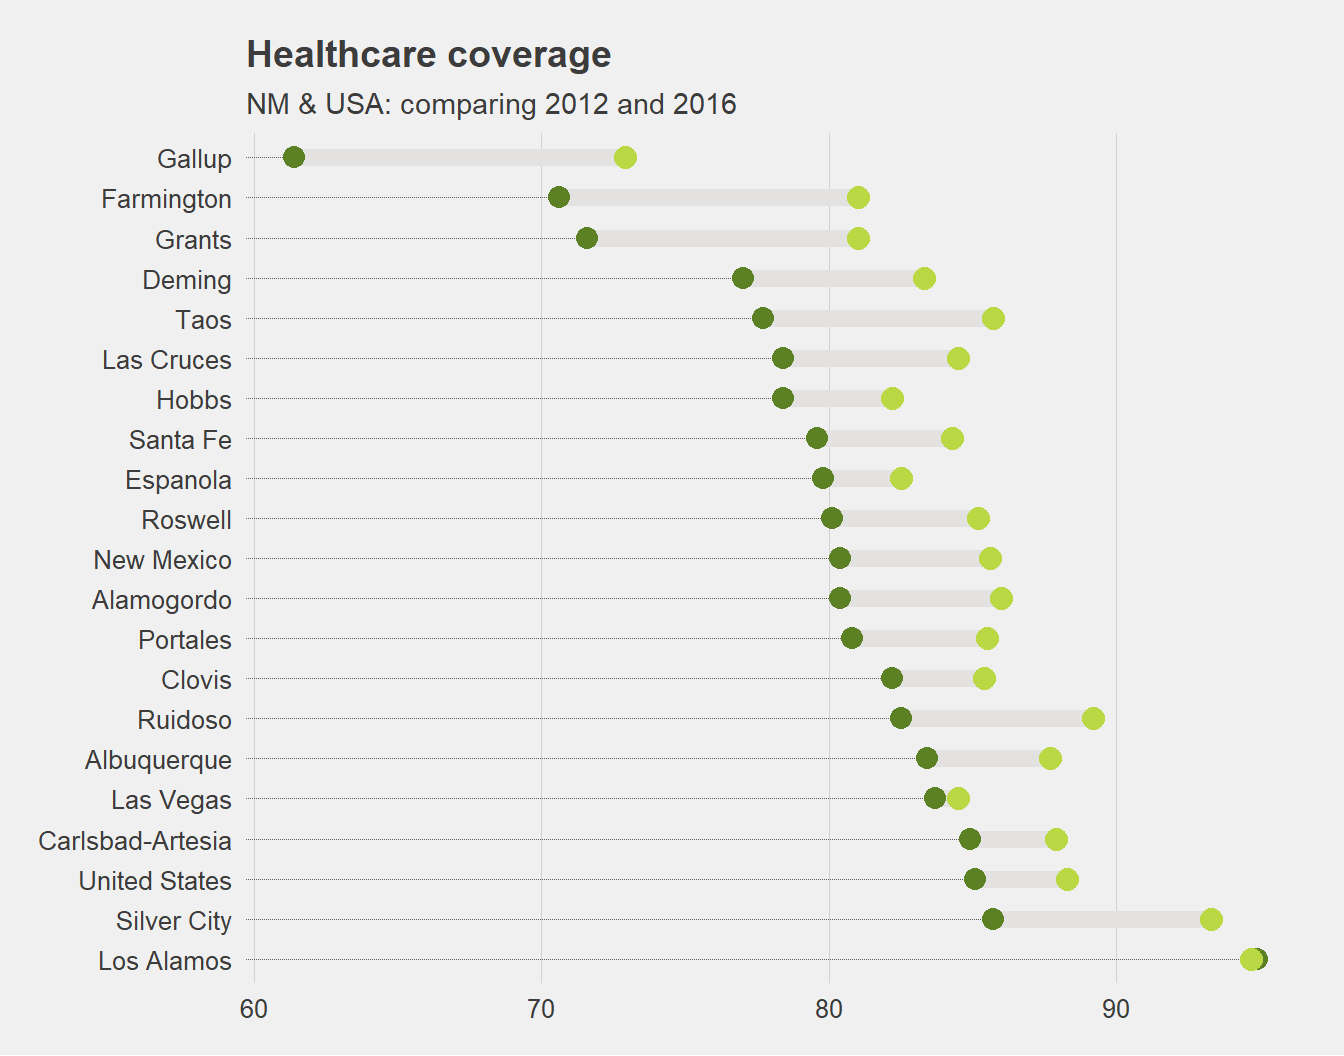 Healthcare coverage
NM & USA: comparing 2012 and 2016
Gallup
Farmington
Grants
Deming
Taos
Las Cruces
Hobbs
Santa Fe
Espanola
Roswell
New Mexico
Alamogordo
Portales
Clovis
Ruidoso
Albuquerque
Las Vegas
Carlsbad-Artesia
United States
Silver City
Los Alamos
60 70 80 90